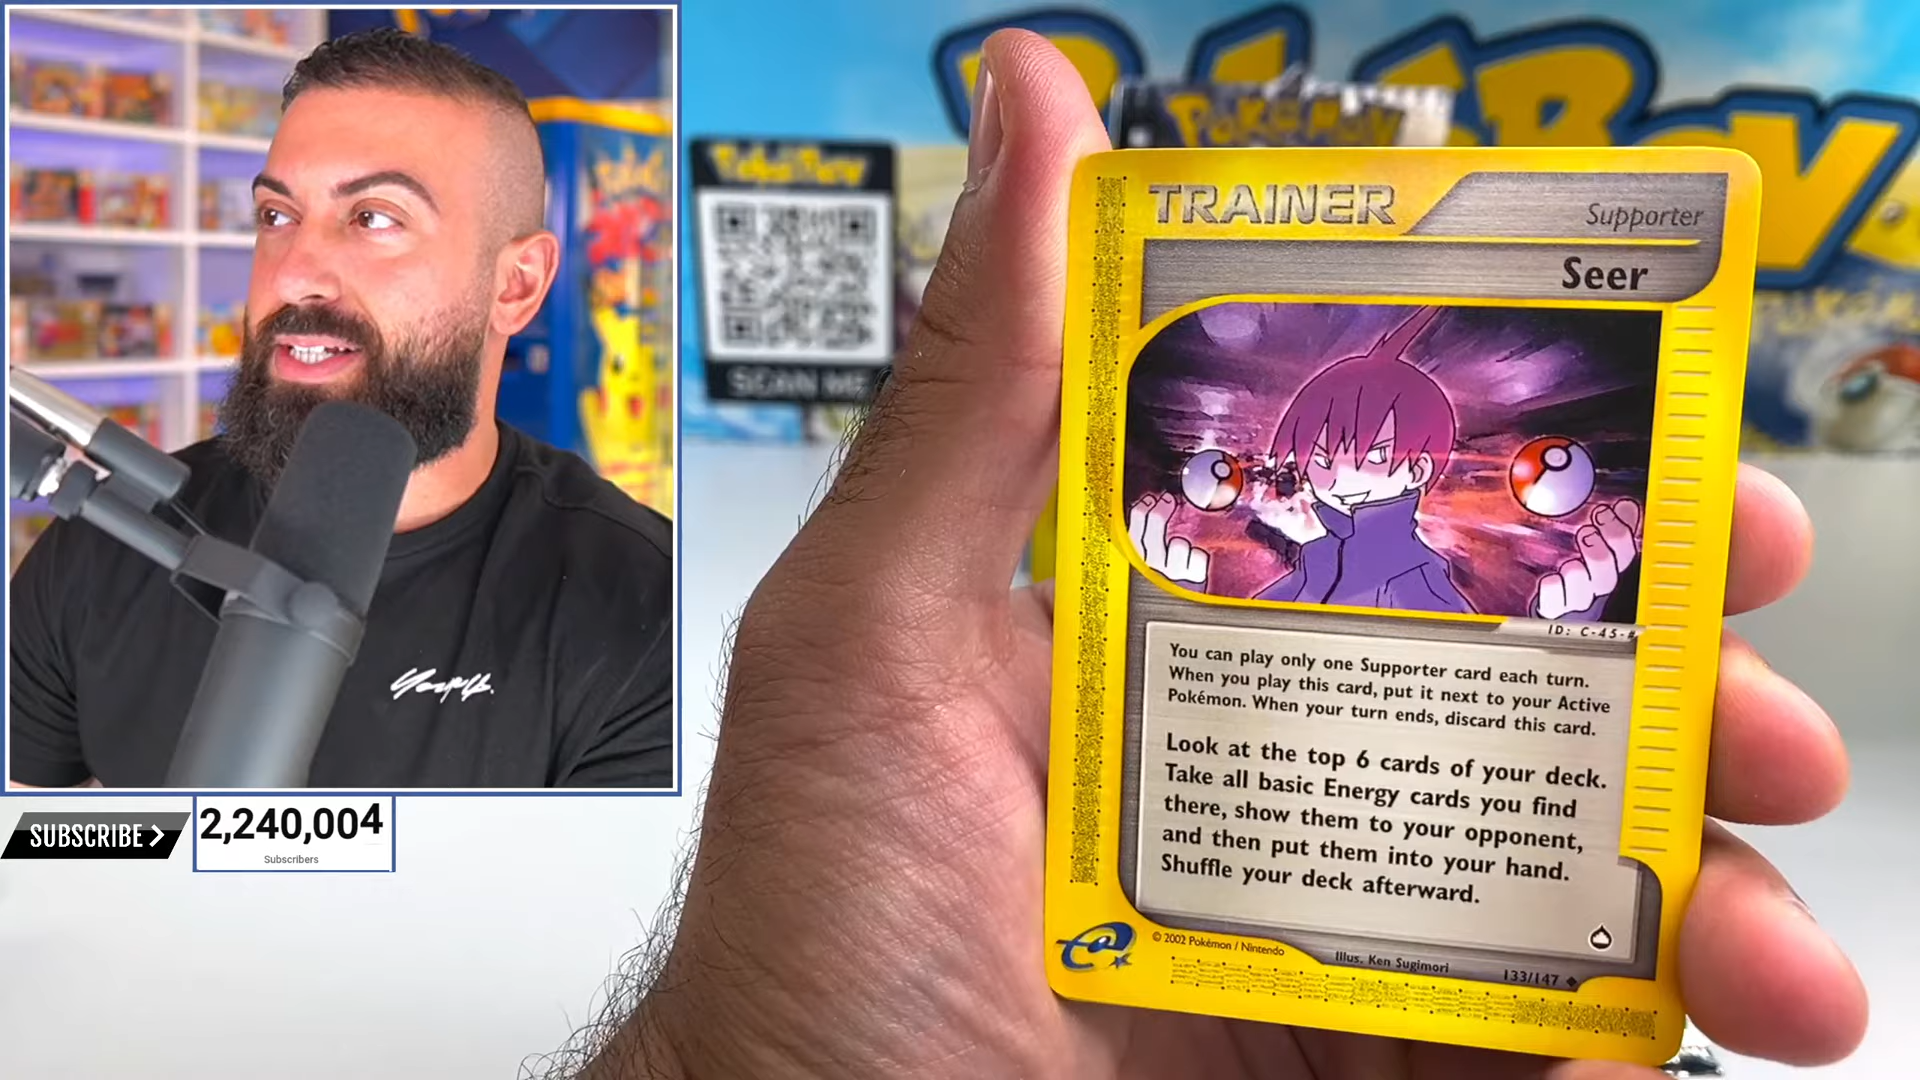 SUBSCRIBE
2,240,004
Subscribers
SCAN ME
POKéMON
TRAINER
Supporter
Seer
ID: C-45-#
You can play only one Supporter card each turn.
When you play this card, put it next to your Active
Pokémon. When your turn ends, discard this card.
Look at the top 6 cards of your deck.
Take all basic Energy cards you find
there, show them to your opponent,
and then put them into your hand.
Shuffle your deck afterward.
© 2002 Pokémon / Nintendo
Illus. Ken Sugimori
133/147